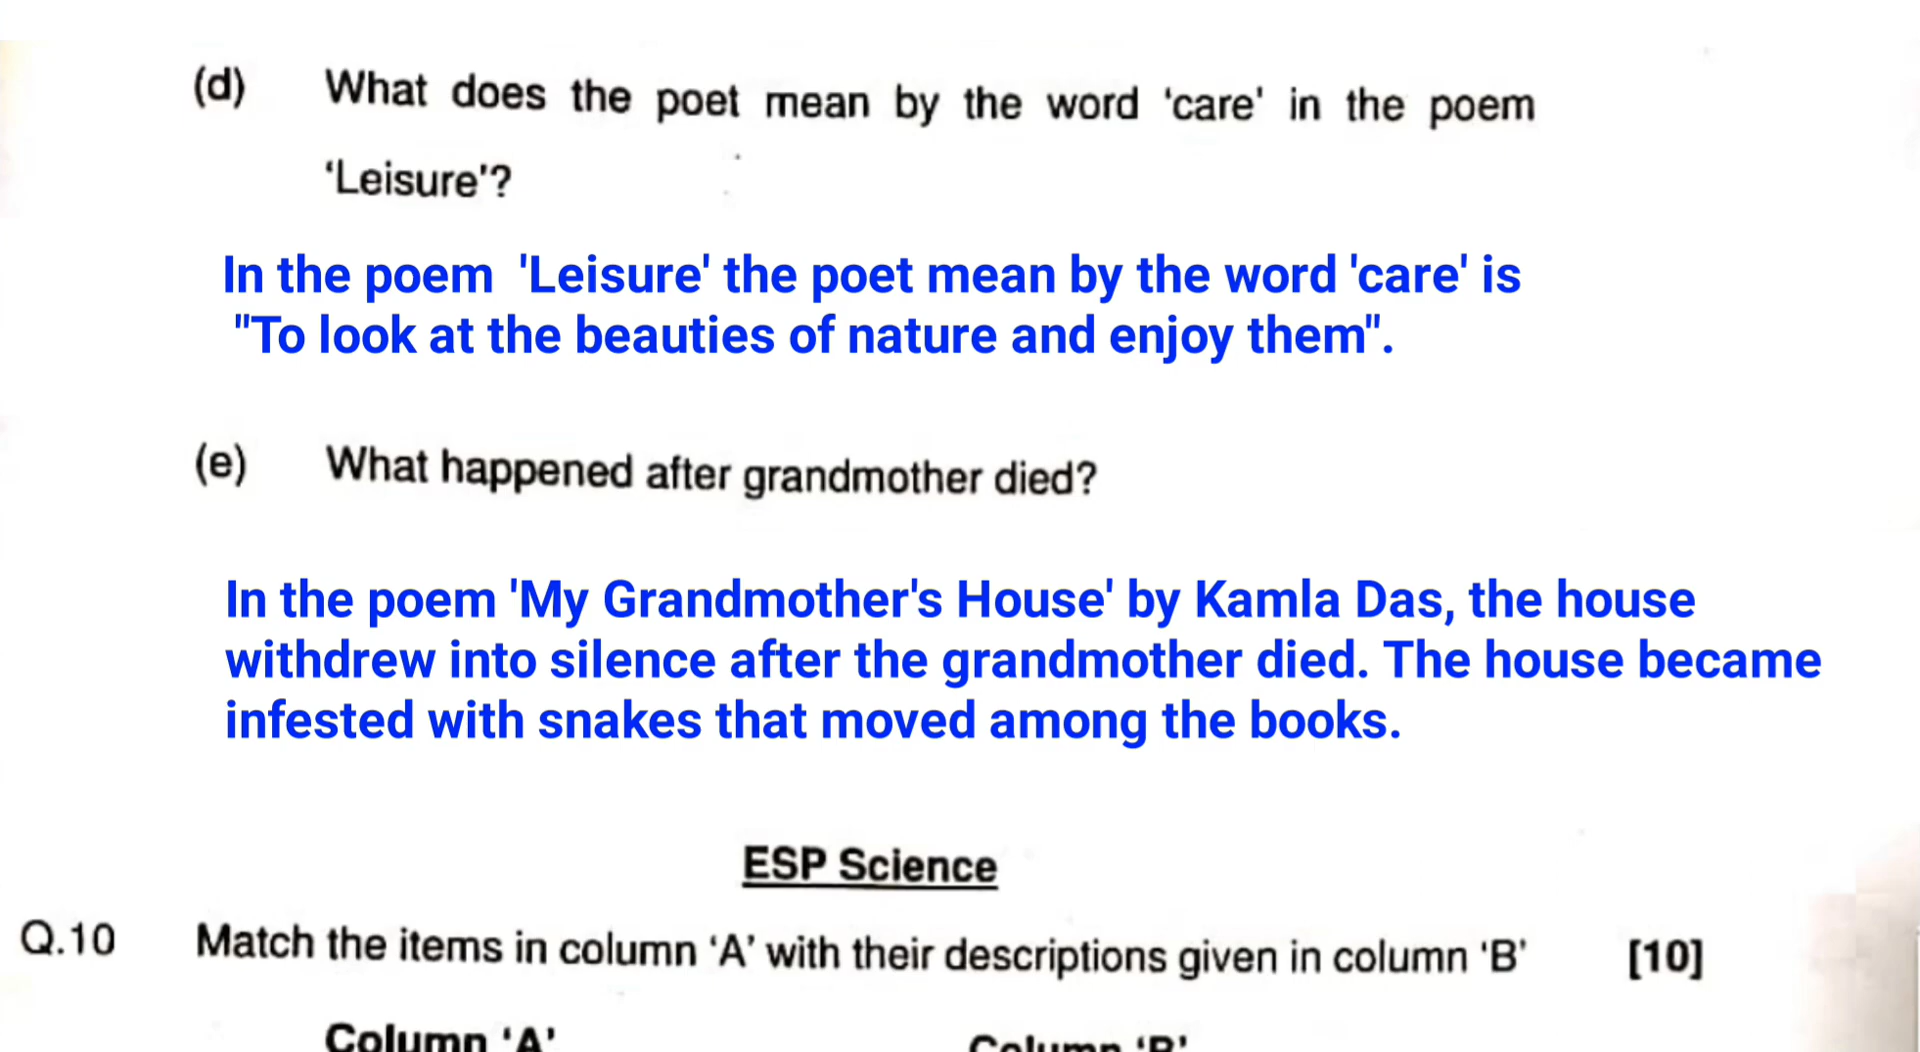 (d) What does the poet mean by the word 'care' in the poem
'Leisure'?
In the poem 'Leisure' the poet mean by the word 'care' is
"To look at the beauties of nature and enjoy them".
(e) What happened after grandmother died?
In the poem 'My Grandmother's House' by Kamla Das, the house
withdrew into silence after the grandmother died. The house became
infested with snakes that moved among the books.
ESP Science
Q.10 Match the items in column 'A' with their descriptions given in column 'B' [10]
Column 'A' Column 'B'